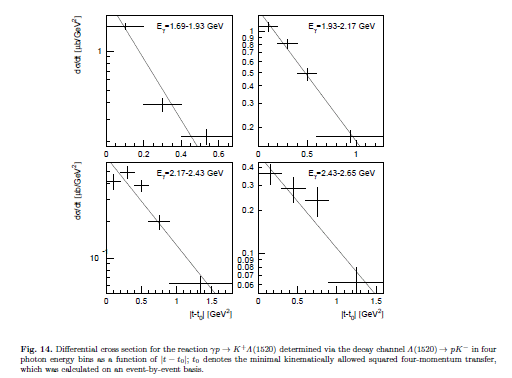 dσ/dt [μb/GeV²]
Eγ=1.69-1.93 GeV
1
0 0.2 0.4 0.6
Eγ=1.93-2.17 GeV
1
0.9
0.8
0.7
0.6
0.5
0.4
0.3
0.2
0 0.5 1
dσ/dt [μb/GeV²]
Eγ=2.17-2.43 GeV
10⁻
0 0.5 1 1.5
|t-t₀| [GeV²]
Eγ=2.43-2.65 GeV
0.4
0.3
0.2
0.1
0.09
0.08
0.07
0.06
0 0.5 1 1.5
|t-t₀| [GeV²]
Fig. 14. Differential cross section for the reaction γp → K⁺Λ(1520) determined via the decay channel Λ(1520) → pK⁻ in four
photon energy bins as a function of |t − t₀|; t₀ denotes the minimal kinematically allowed squared four-momentum transfer,
which was calculated on an event-by-event basis.